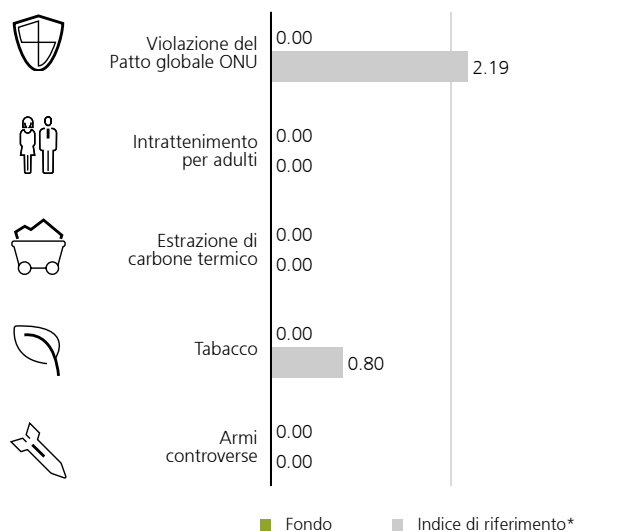 0.00
Violazione del
Patto globale ONU
2.19
0.00
Intrattenimento
per adulti
0.00
0.00
Estrazione di
carbone termico
0.00
0.00
Tabacco
0.80
0.00
Armi
controverse
0.00
Fondo
Indice di riferimento*